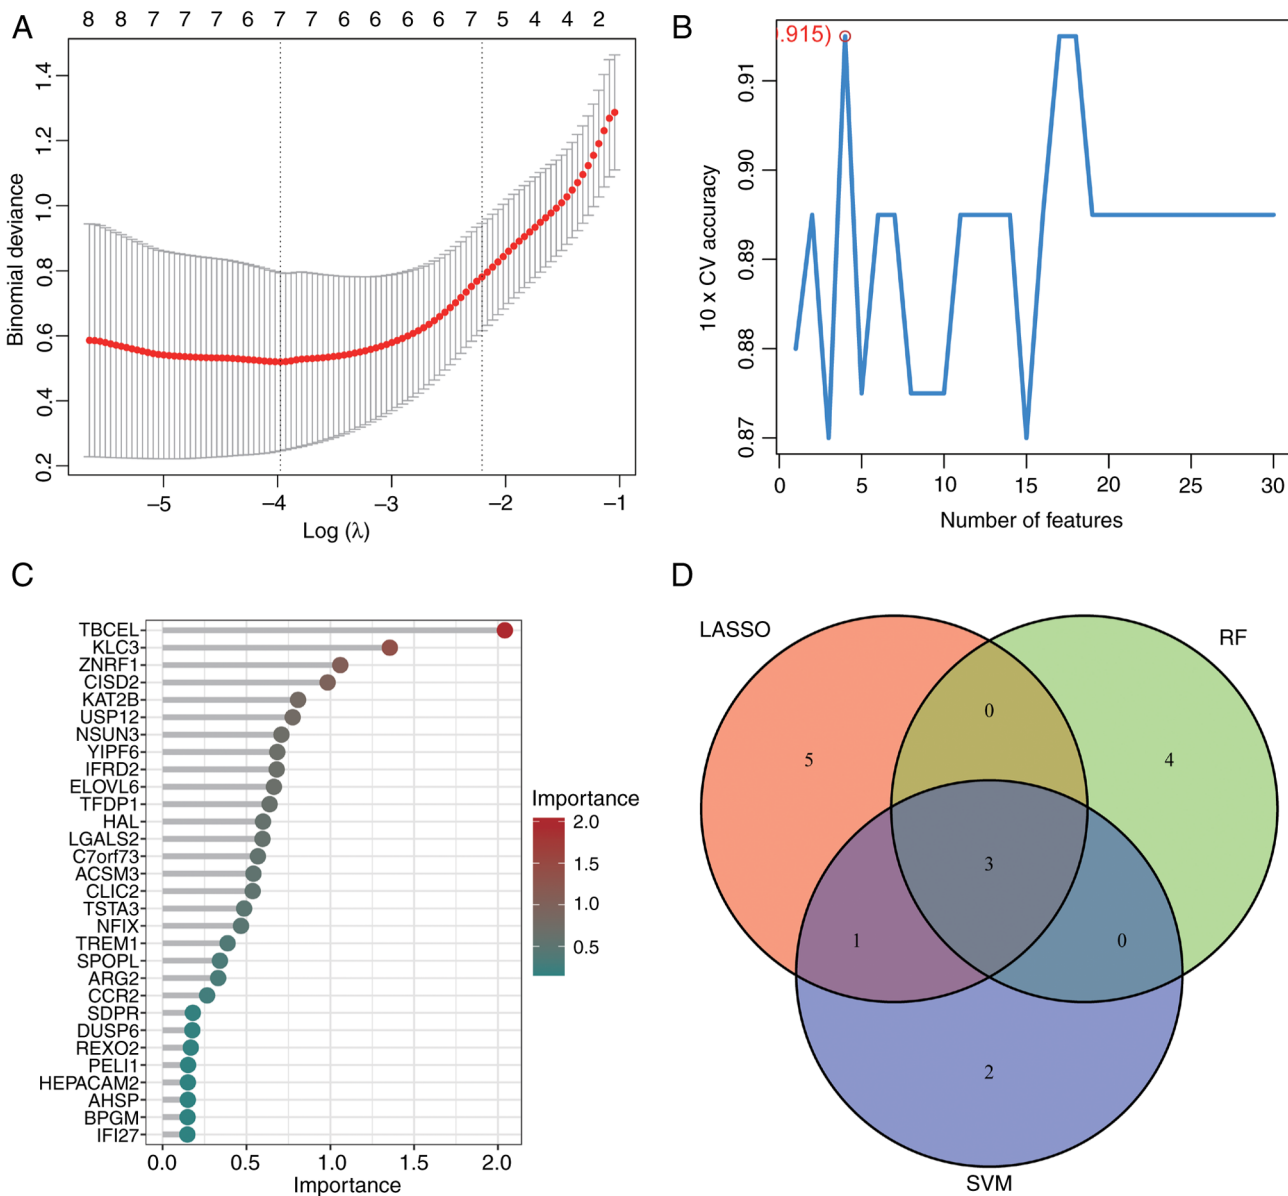 A
8 8 7 7 7 6 7 7 6 6 6 6 7 5 4 4 2
Binomial deviance
1.4
1.2
1.0
0.8
0.6
0.4
0.2
–5 –4 –3 –2 –1
Log (λ)
B
.915)
10 x CV accuracy
0.91
0.90
0.89
0.88
0.87
0 5 10 15 20 25 30
Number of features
C
TBCEL
KLC3
ZNRF1
CISD2
KAT2B
USP12
NSUN3
YIPF6
IFRD2
ELOVL6
TFDP1
HAL
LGALS2
C7orf73
ACSM3
CLIC2
TSTA3
NFIX
TREM1
SPOPL
ARG2
CCR2
SDPR
DUSP6
REXO2
PELI1
HEPACAM2
AHSP
BPGM
IFI27
0.0 0.5 1.0 1.5 2.0
Importance
Importance
2.0
1.5
1.0
0.5
D
LASSO
RF
0
5
4
3
1
0
2
SVM